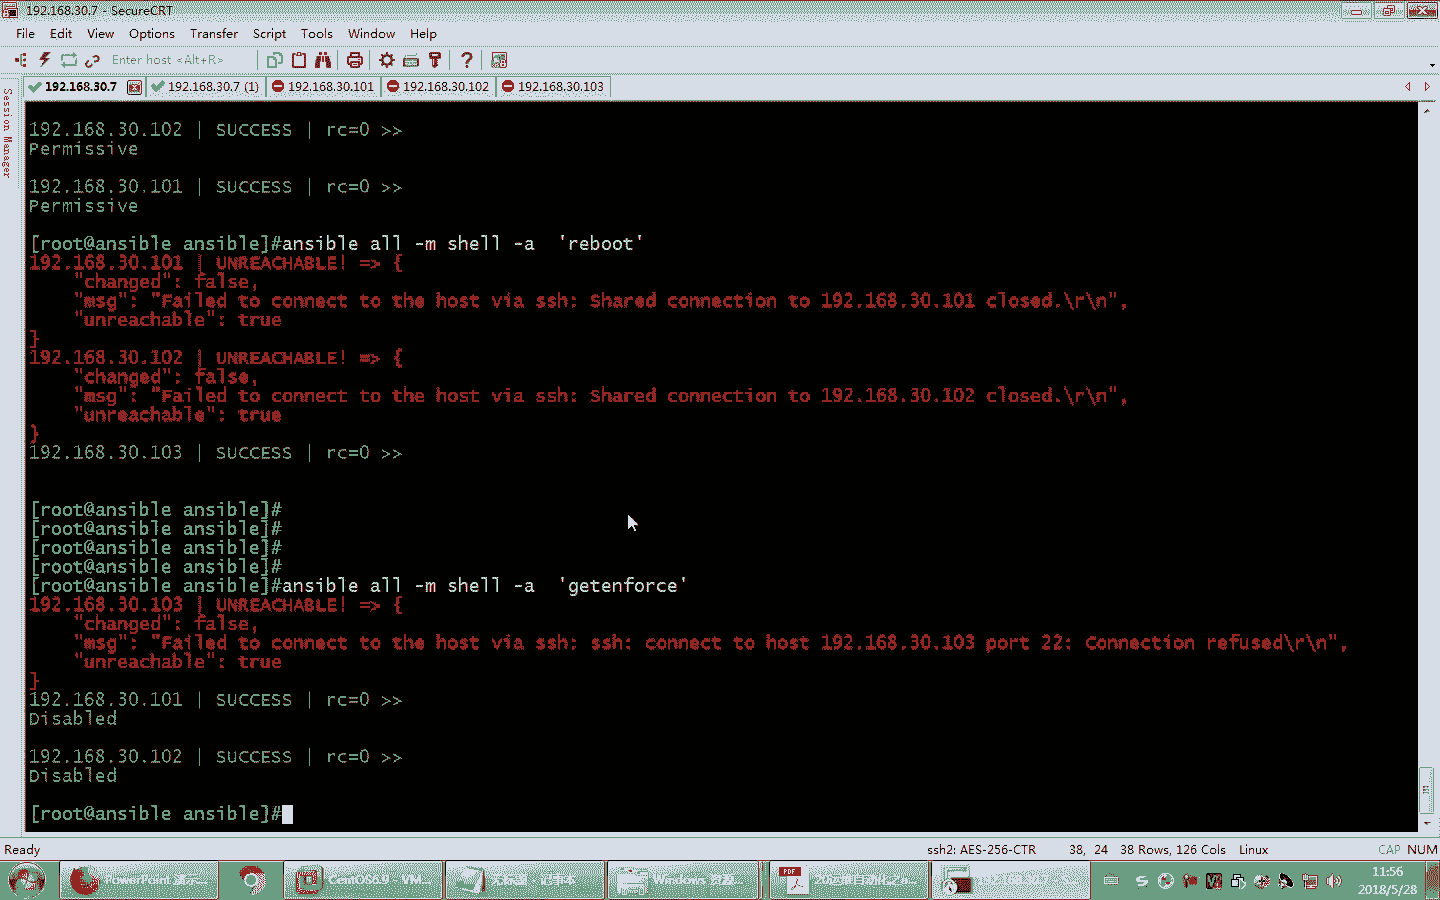 192.168.30.7 - SecureCRT
File Edit View Options Transfer Script Tools Window Help
Enter host <Alt+R>
192.168.30.7 192.168.30.7 (1) 192.168.30.101 192.168.30.102 192.168.30.103
Session Manager
192.168.30.102 | SUCCESS | rc=0 >>
Permissive
192.168.30.101 | SUCCESS | rc=0 >>
Permissive
[root@ansible ansible]#ansible all -m shell -a  'reboot'
192.168.30.101 | UNREACHABLE! => {
    "changed": false,
    "msg": "Failed to connect to the host via ssh: Shared connection to 192.168.30.101 closed.\r\n",
    "unreachable": true
}
192.168.30.102 | UNREACHABLE! => {
    "changed": false,
    "msg": "Failed to connect to the host via ssh: Shared connection to 192.168.30.102 closed.\r\n",
    "unreachable": true
}
192.168.30.103 | SUCCESS | rc=0 >>
[root@ansible ansible]#
[root@ansible ansible]#
[root@ansible ansible]#
[root@ansible ansible]#
[root@ansible ansible]#ansible all -m shell -a  'getenforce'
192.168.30.103 | UNREACHABLE! => {
    "changed": false,
    "msg": "Failed to connect to the host via ssh: ssh: connect to host 192.168.30.103 port 22: Connection refused\r\n",
    "unreachable": true
}
192.168.30.101 | SUCCESS | rc=0 >>
Disabled
192.168.30.102 | SUCCESS | rc=0 >>
Disabled
[root@ansible ansible]#
Ready ssh2: AES-256-CTR 38, 24 38 Rows, 126 Cols Linux CAP NUM
PowerPoint 演示... CentOS6.9 - VM... 无标题 - 记事本 Windows 资源... 11:56
2018/5/28